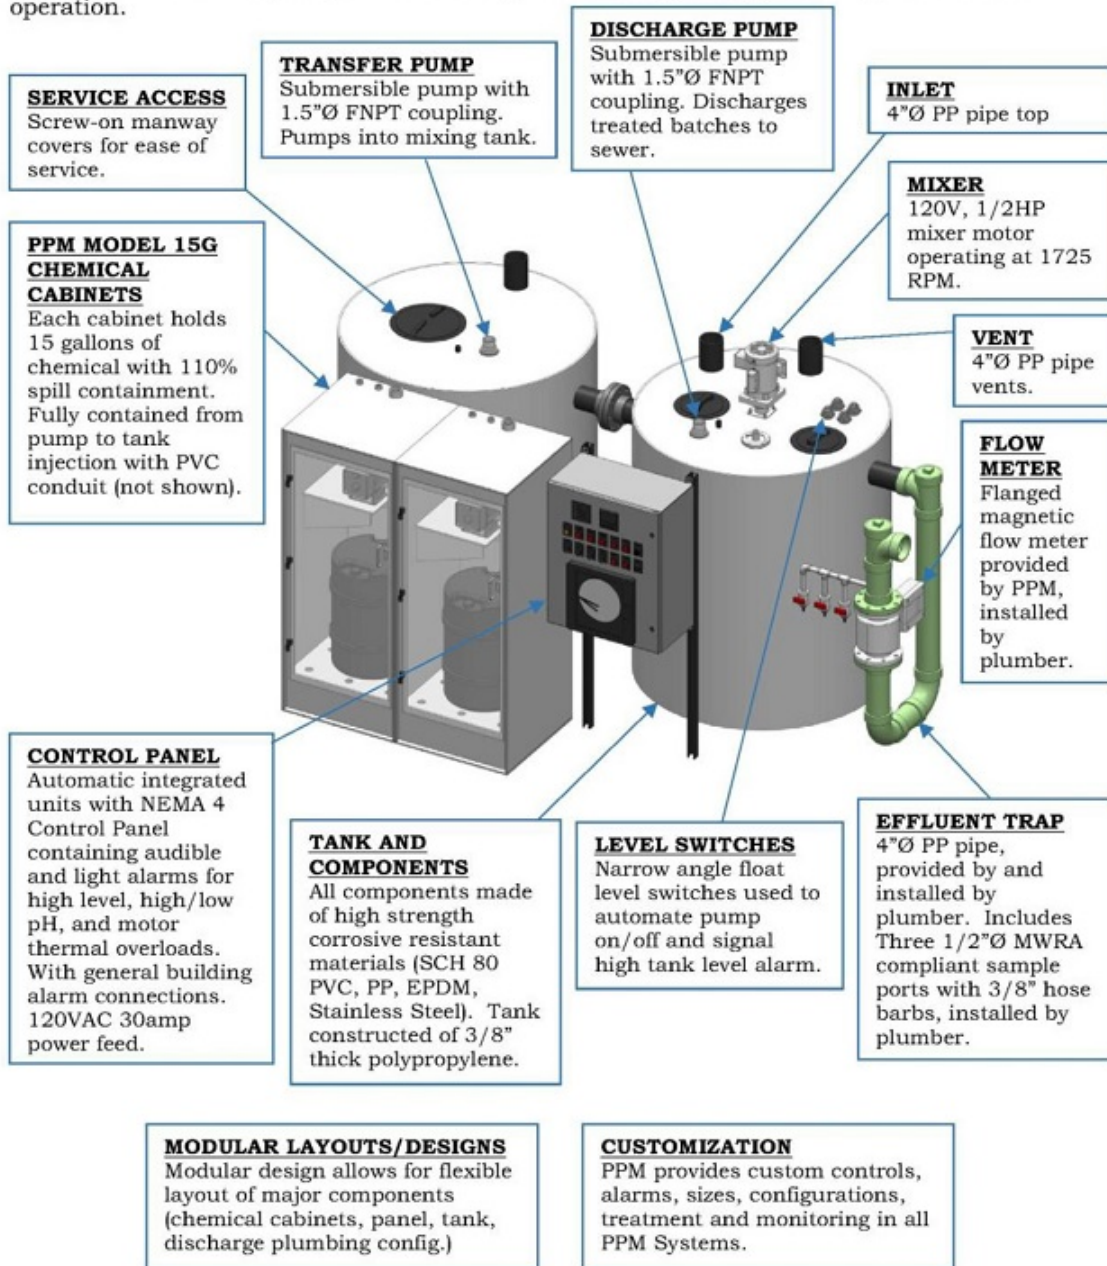 operation.
DISCHARGE PUMP
Submersible pump
with 1.5”Ø FNPT
coupling. Discharges
treated batches to
sewer.
TRANSFER PUMP
Submersible pump with
1.5”Ø FNPT coupling.
Pumps into mixing tank.
INLET
4”Ø PP pipe top
SERVICE ACCESS
Screw-on manway
covers for ease of
service.
MIXER
120V, 1/2HP
mixer motor
operating at 1725
RPM.
PPM MODEL 15G
CHEMICAL
CABINETS
Each cabinet holds
15 gallons of
chemical with 110%
spill containment.
Fully contained from
pump to tank
injection with PVC
conduit (not shown).
VENT
4”Ø PP pipe
vents.
FLOW
METER
Flanged
magnetic
flow meter
provided
by PPM,
installed
by
plumber.
CONTROL PANEL
Automatic integrated
units with NEMA 4
Control Panel
containing audible
and light alarms for
high level, high/low
pH, and motor
thermal overloads.
With general building
alarm connections.
120VAC 30amp
power feed.
TANK AND
COMPONENTS
All components made
of high strength
corrosive resistant
materials (SCH 80
PVC, PP, EPDM,
Stainless Steel).  Tank
constructed of 3/8”
thick polypropylene.
LEVEL SWITCHES
Narrow angle float
level switches used to
automate pump
on/off and signal
high tank level alarm.
EFFLUENT TRAP
4”Ø PP pipe,
provided by and
installed by
plumber.  Includes
Three 1/2”Ø MWRA
compliant sample
ports with 3/8” hose
barbs, installed by
plumber.
MODULAR LAYOUTS/DESIGNS
Modular design allows for flexible
layout of major components
(chemical cabinets, panel, tank,
discharge plumbing config.)
CUSTOMIZATION
PPM provides custom controls,
alarms, sizes, configurations,
treatment and monitoring in all
PPM Systems.